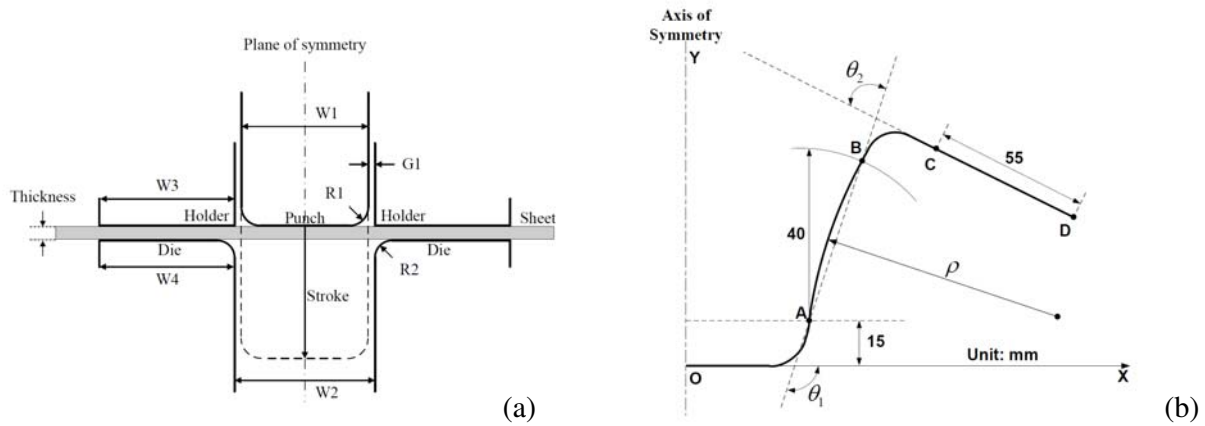 Plane of symmetry
W1
G1
W3
R1
Thickness
Holder
Punch
Holder
Sheet
Die
Die
W4
R2
Stroke
W2
(a)
Axis of
Symmetry
Y
θ₂
B
C
55
D
40
ρ
A
15
Unit: mm
O
X
θ₁
(b)